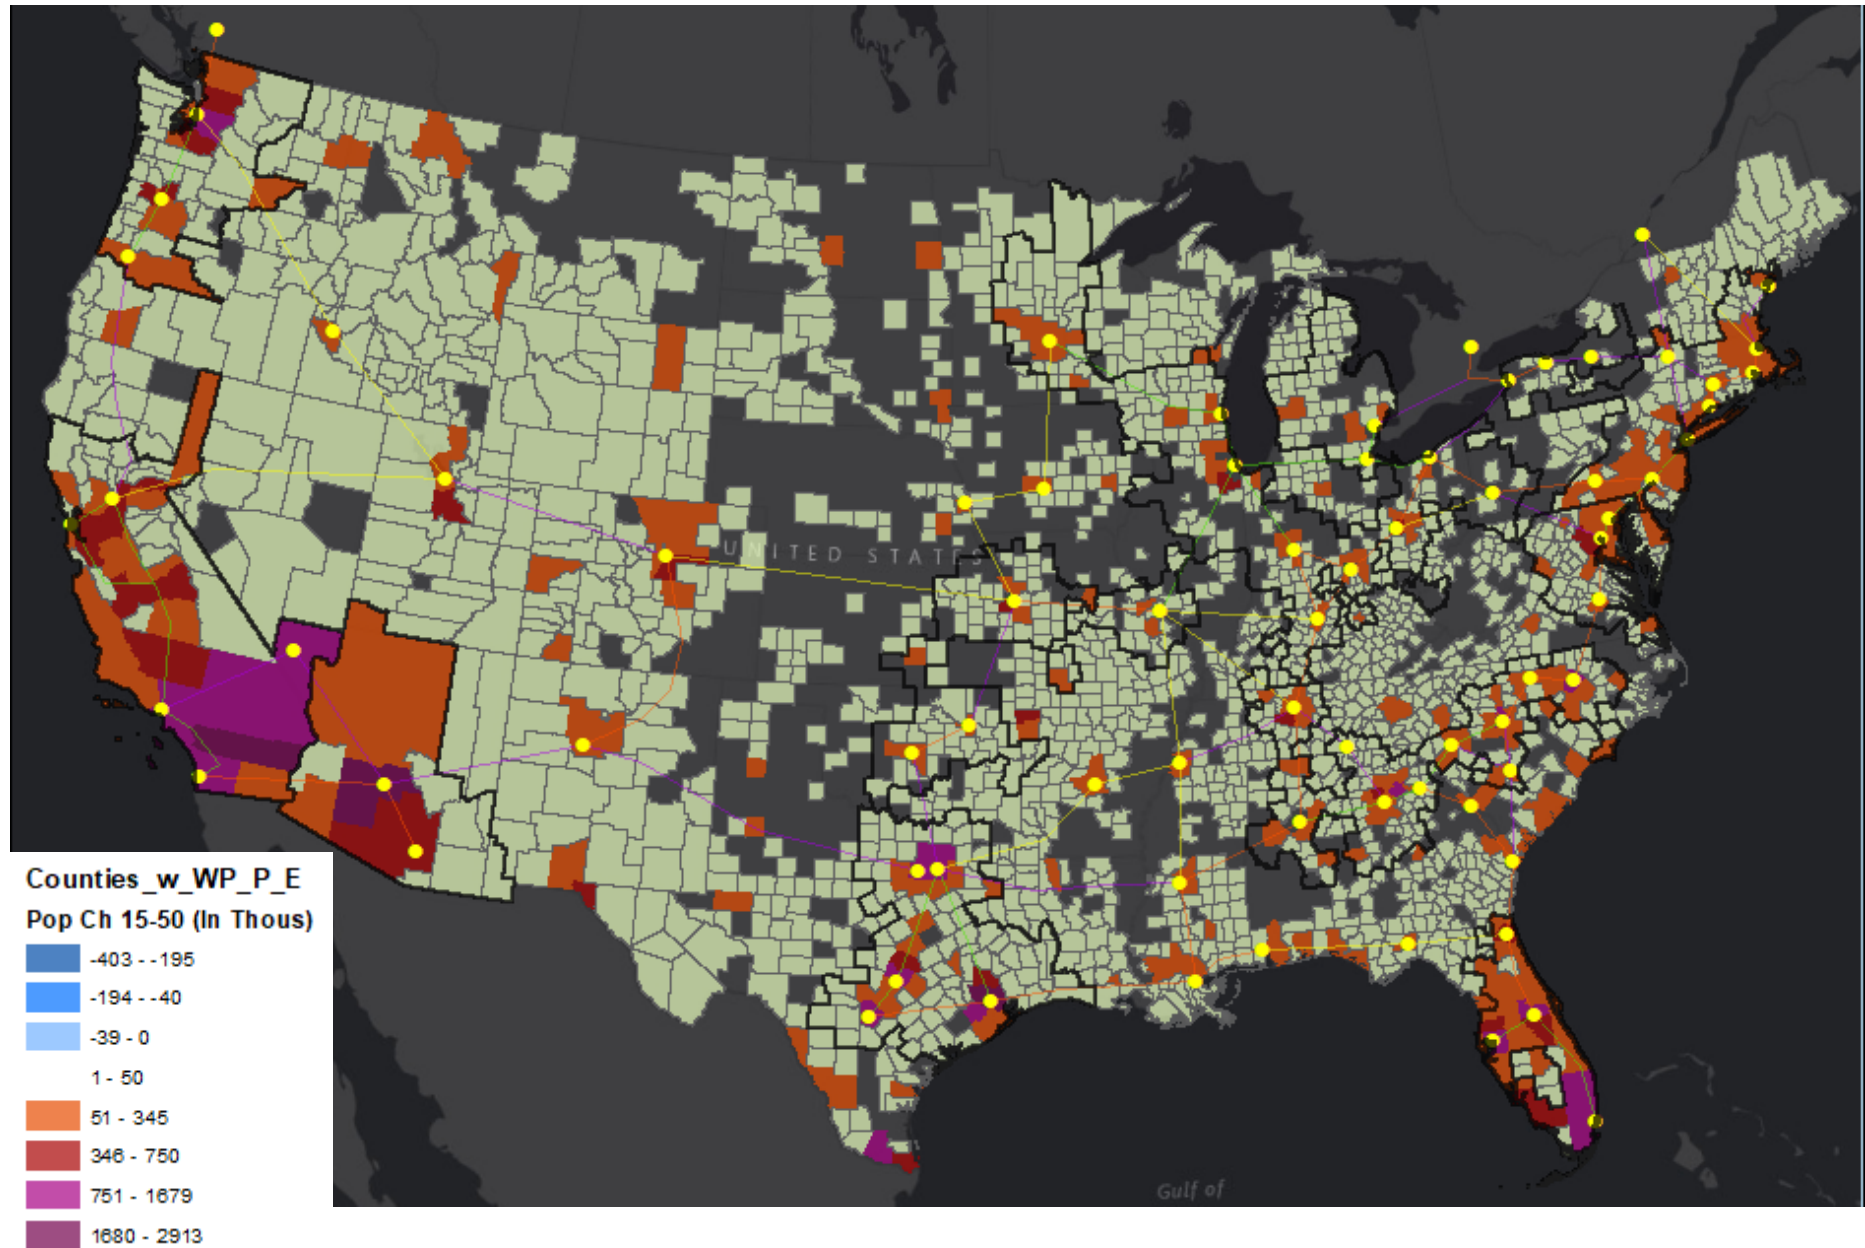 UNITED STATES
Gulf of
Counties_w_WP_P_E
Pop Ch 15-50 (In Thous)
-403 - -195
-194 - -40
-39 - 0
1 - 50
51 - 345
346 - 750
751 - 1679
1680 - 2913